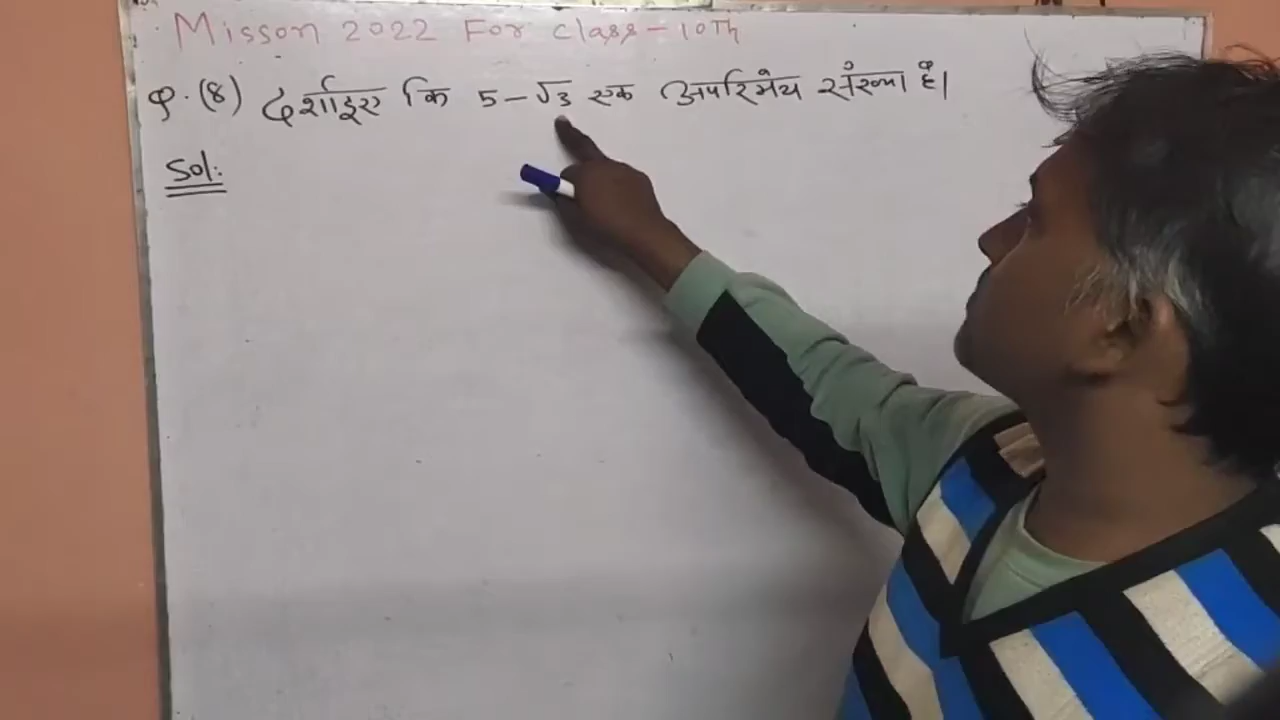 Misson 2022 For class-10Th
Q.(8) दर्शाइए कि 5-√3 एक अपरिमेय संख्या है।
Sol: